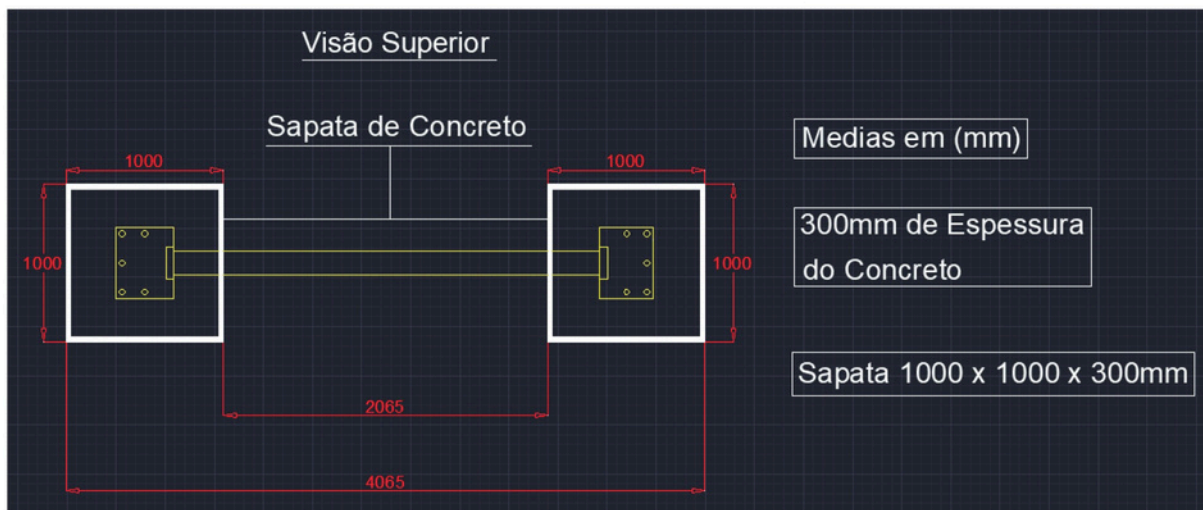 Visão Superior
Sapata de Concreto
1000
1000
Medias em (mm)
300mm de Espessura
do Concreto
1000
1000
Sapata 1000 x 1000 x 300mm
2065
4065